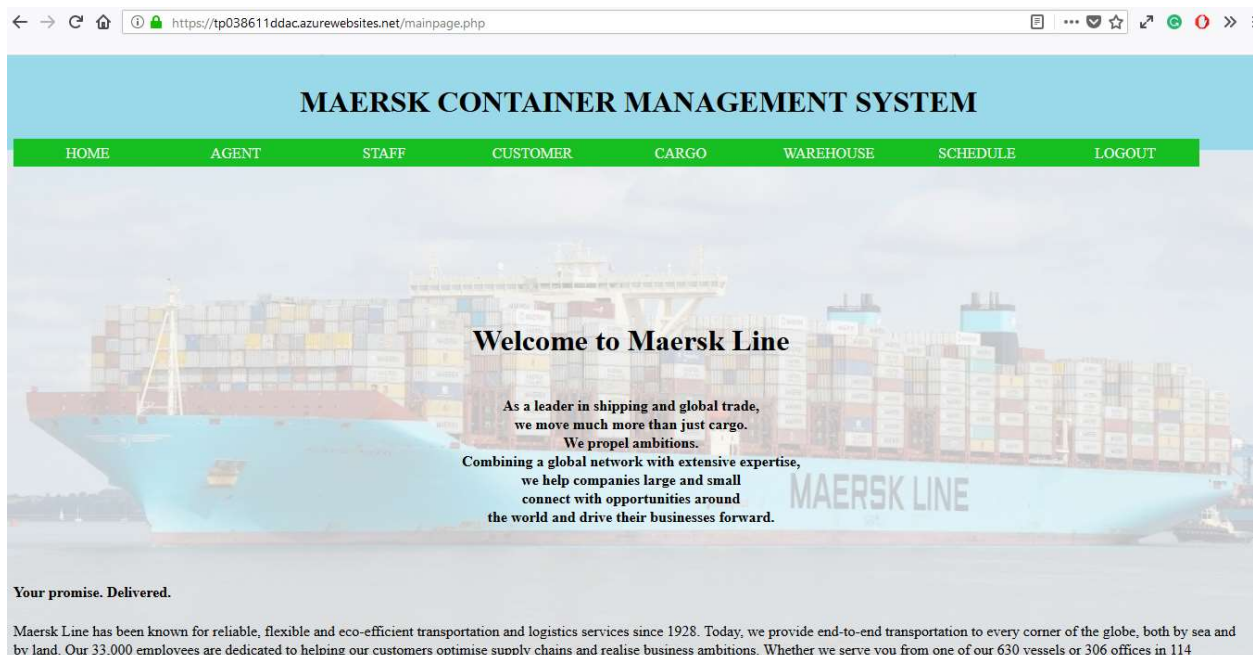 https://tp038611ddac.azurewebsites.net/mainpage.php
MAERSK CONTAINER MANAGEMENT SYSTEM
HOME AGENT STAFF CUSTOMER CARGO WAREHOUSE SCHEDULE LOGOUT
Welcome to Maersk Line
As a leader in shipping and global trade,
we move much more than just cargo.
We propel ambitions.
Combining a global network with extensive expertise,
we help companies large and small
connect with opportunities around
the world and drive their businesses forward.
MAERSK LINE
Your promise. Delivered.
Maersk Line has been known for reliable, flexible and eco-efficient transportation and logistics services since 1928. Today, we provide end-to-end transportation to every corner of the globe, both by sea and
by land. Our 33,000 employees are dedicated to helping our customers optimise supply chains and realise business ambitions. Whether we serve you from one of our 630 vessels or 306 offices in 114